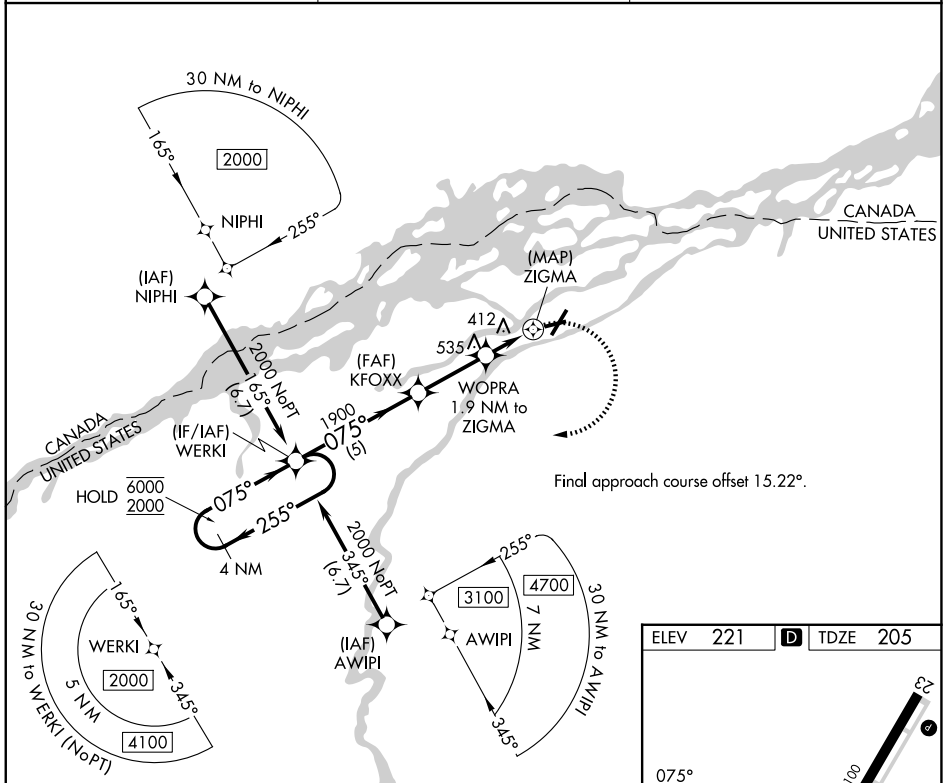 30 NM to NIPHI
165°
2000
NIPHI
255°
CANADA
UNITED STATES
(IAF)
NIPHI
(MAP)
ZIGMA
412
535
2000 NoPT
165°
(6.7)
(FAF)
KFOXX
WOPRA
1.9 NM to
ZIGMA
CANADA
UNITED STATES
(IF/IAF)
WERKI
1900
075°
(5)
HOLD 6000
2000
075°
255°
4 NM
Final approach course offset 15.22°.
2000 NoPT
345°
(6.7)
(IAF)
AWIPI
255°
3100
4700
7 NM
30 NM to AWIPI
AWIPI
345°
165°
WERKI
2000
5 NM
345°
4100
30 NM to WERKI (NoPT)
ELEV 221 D TDZE 205
23
P
100
075°